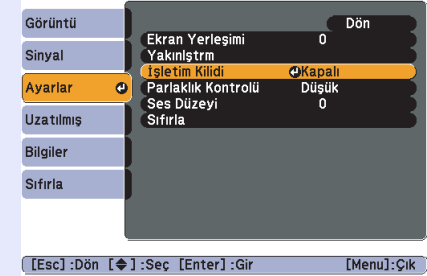 Görüntü
Sinyal
Ayarlar
Uzatılmış
Bilgiler
Sıfırla
Dön
Ekran Yerleşimi 0
Yakınlştrm
İşletim Kilidi Kapalı
Parlaklık Kontrolü Düşük
Ses Düzeyi 0
Sıfırla
[Esc] :Dön [◆] :Seç [Enter] :Gir [Menu]:Çık